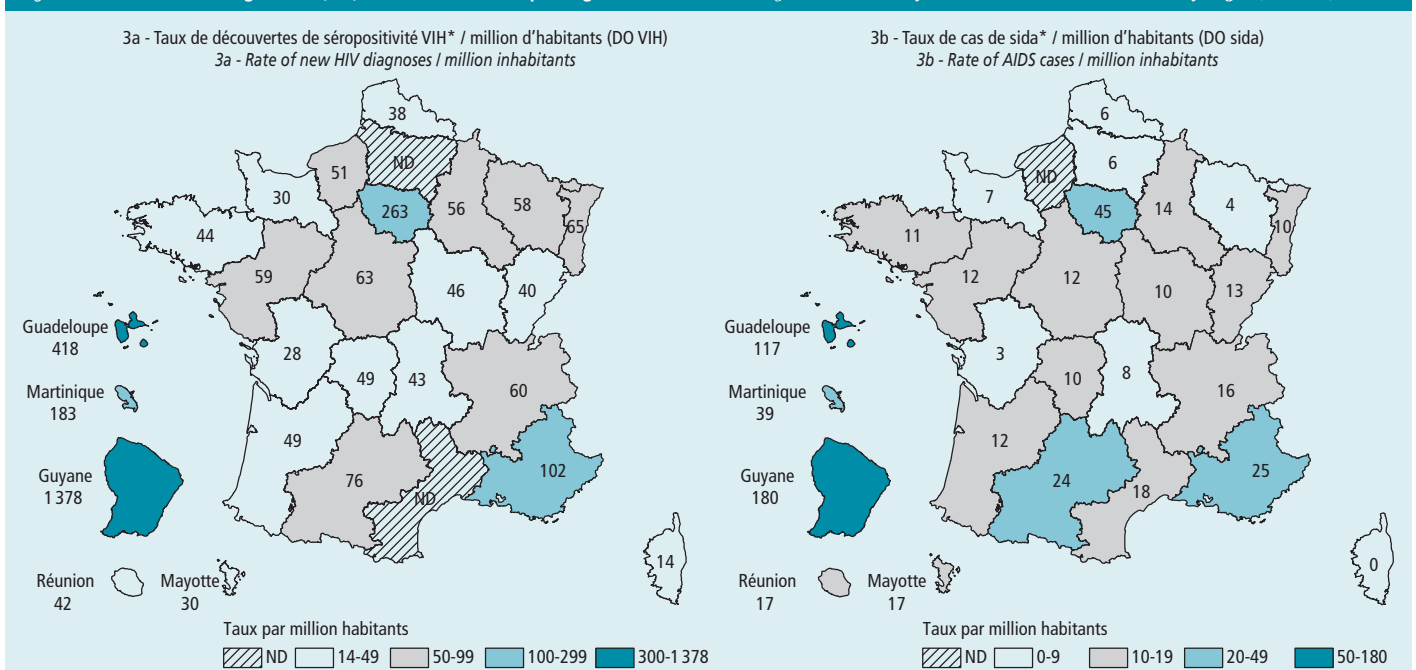 3a - Taux de découvertes de séropositivité VIH* / million d'habitants (DO VIH)
3a - Rate of new HIV diagnoses / million inhabitants
38
ND
51
30
263
56
58
65
44
59
63
46
40
Guadeloupe
418
28
49
43
60
Martinique
183
49
76
ND
102
Guyane
1 378
14
Réunion
42
Mayotte
30
Taux par million habitants
ND
14-49
50-99
100-299
300-1 378
3b - Taux de cas de sida* / million d'habitants (DO sida)
3b - Rate of AIDS cases / million inhabitants
6
6
ND
7
45
14
4
10
11
12
12
10
13
Guadeloupe
117
3
10
8
16
Martinique
39
12
24
18
25
Guyane
180
0
Réunion
17
Mayotte
17
Taux par million habitants
ND
0-9
10-19
20-49
50-180